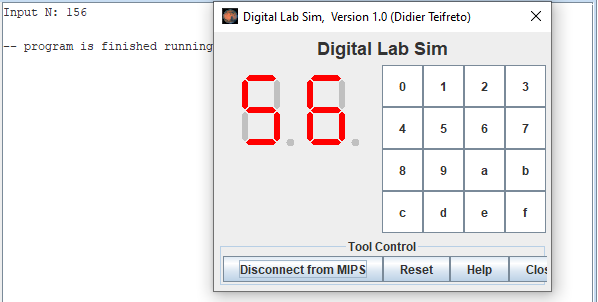 Input N: 156
-- program is finished running
Digital Lab Sim, Version 1.0 (Didier Teifreto)
Digital Lab Sim
56
0 1 2 3
4 5 6 7
8 9 a b
c d e f
Tool Control
Disconnect from MIPS Reset Help Clos